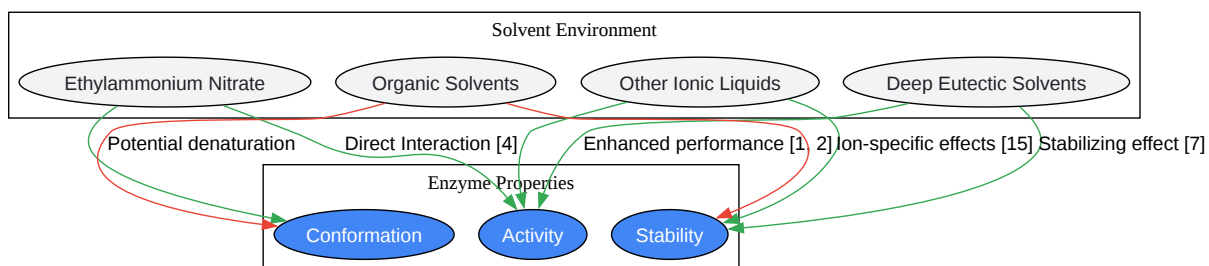 Solvent Environment
Ethylammonium Nitrate
Organic Solvents
Other Ionic Liquids
Deep Eutectic Solvents
Potential denaturation
Direct Interaction [4]
Enhanced performance [1, 2]
Ion-specific effects [15]
Stabilizing effect [7]
Enzyme Properties
Conformation
Activity
Stability